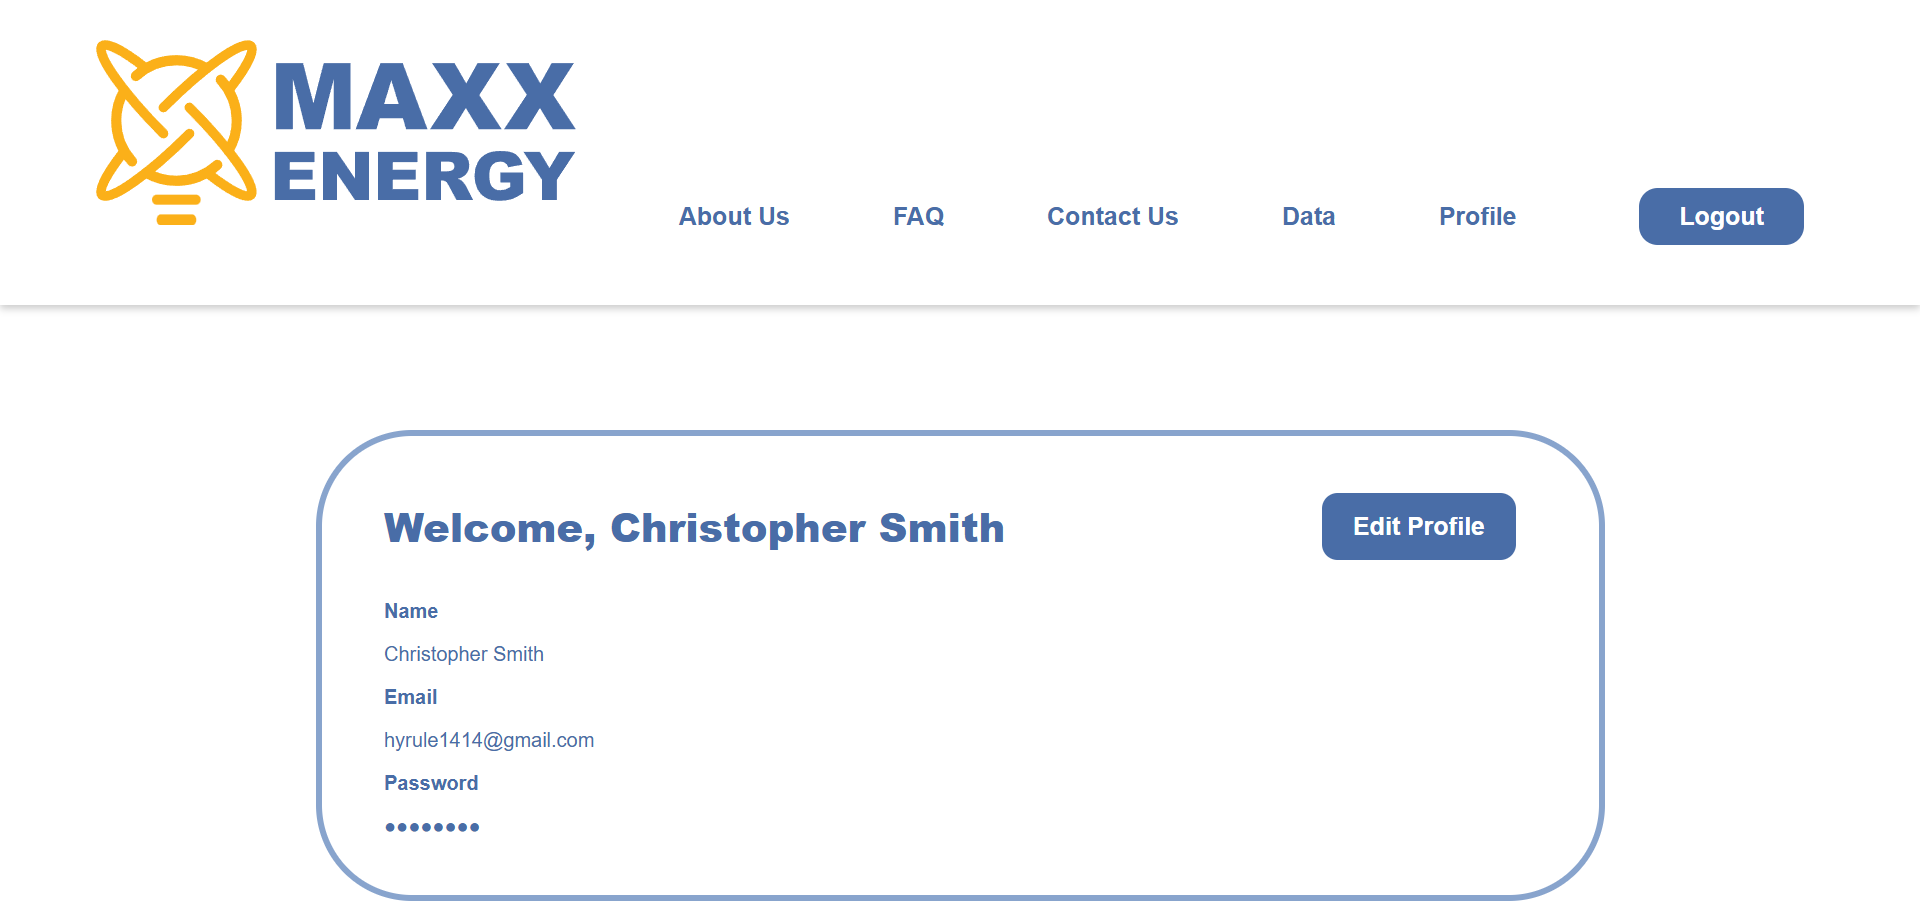 MAXX
ENERGY
About Us FAQ Contact Us Data Profile Logout
Welcome, Christopher Smith
Edit Profile
Name
Christopher Smith
Email
hyrule1414@gmail.com
Password
••••••••